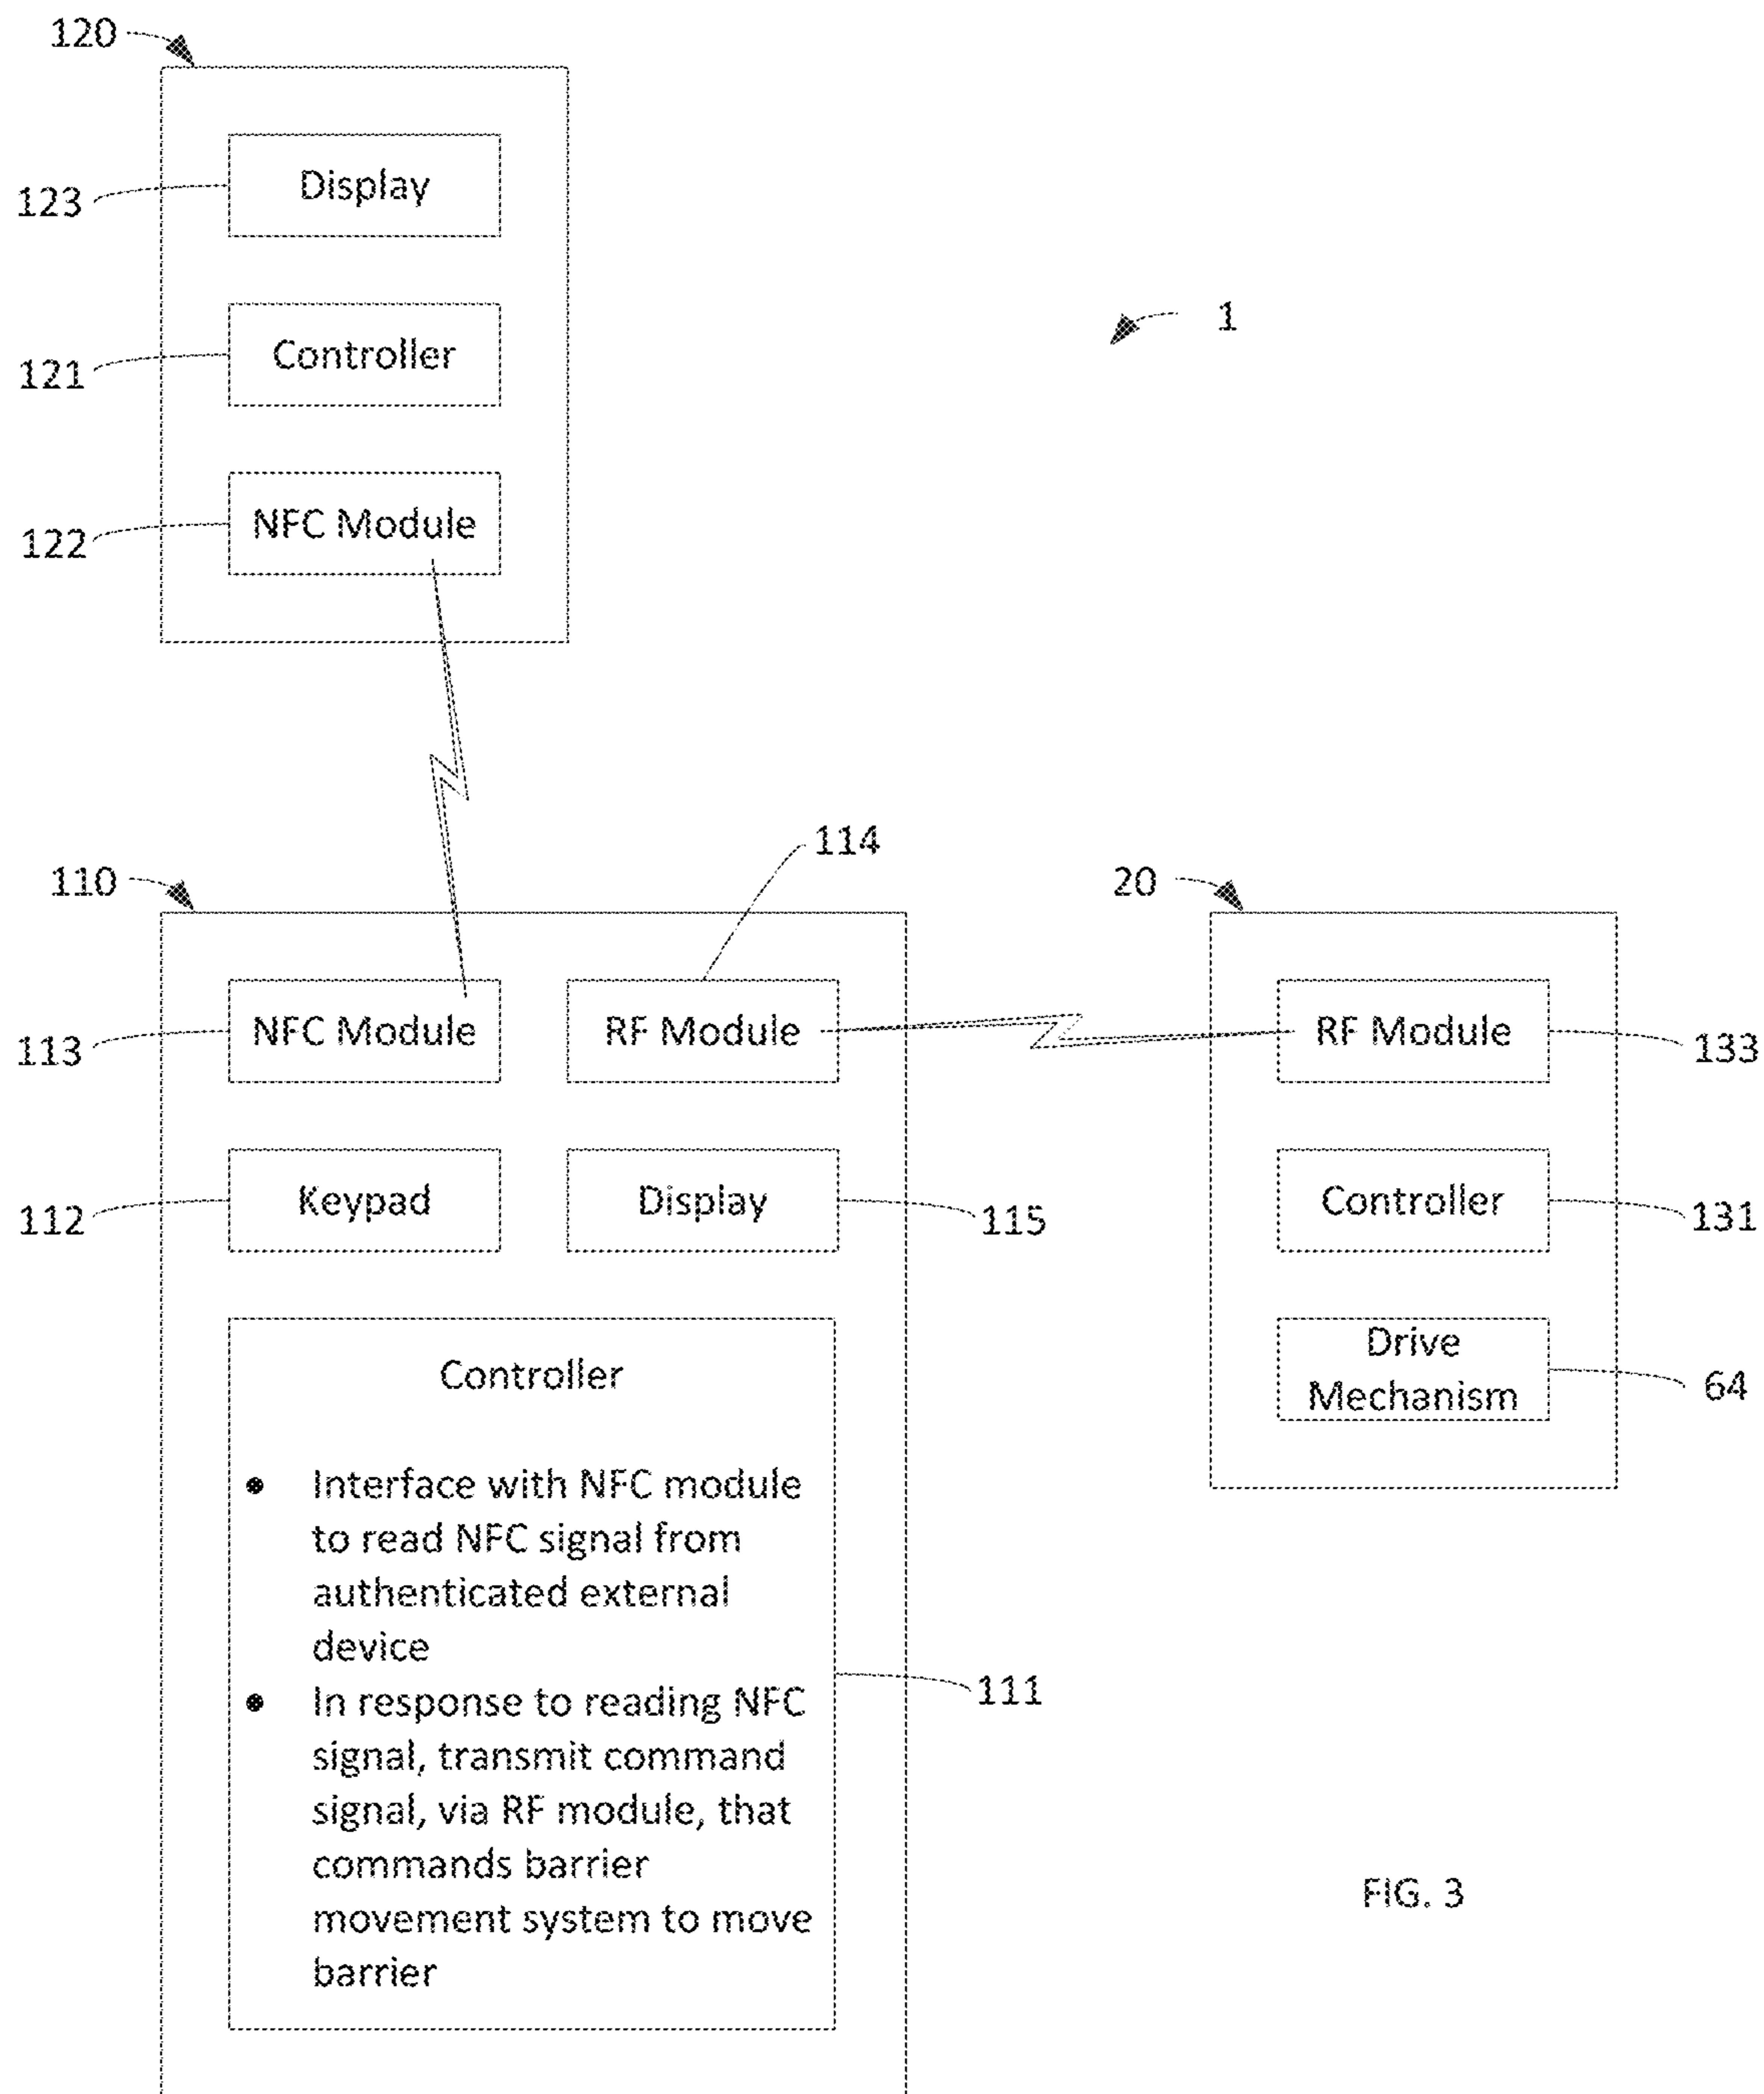 120
Display
123
1
Controller
121
NFC Module
122
114
110
20
NFC Module
RF Module
RF Module
113
133
Keypad
Display
Controller
112
115
131
Drive
Mechanism
64
Controller
• Interface with NFC module
to read NFC signal from
authenticated external
device
111
• In response to reading NFC
signal, transmit command
signal, via RF module, that
commands barrier
movement system to move
barrier
FIG. 3